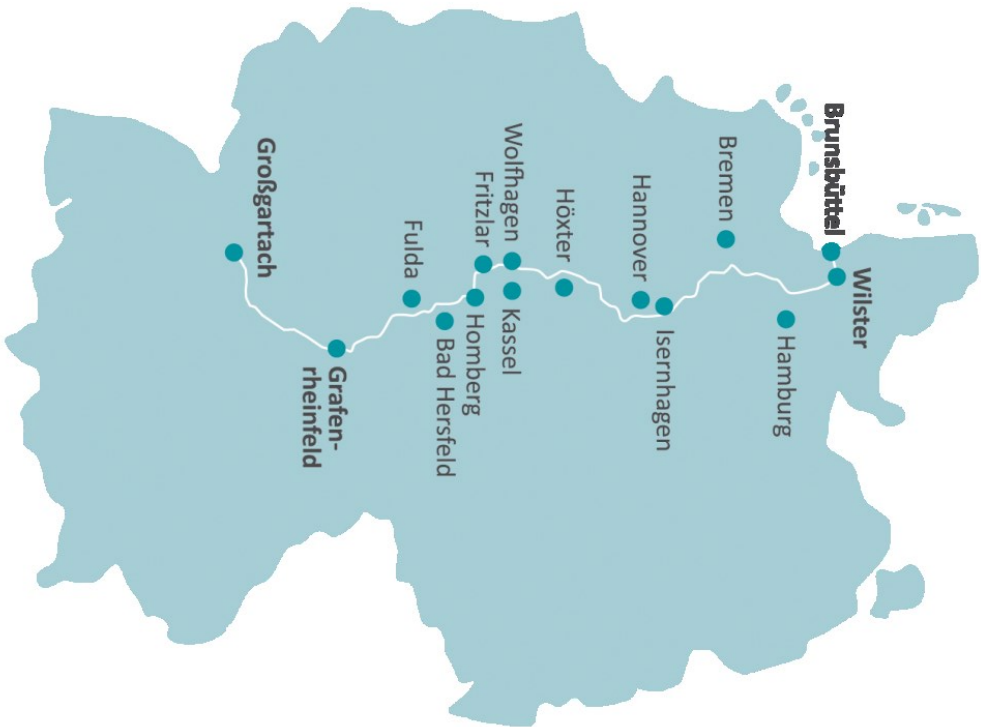 Brunsbüttel
Wilster
Hamburg
Bremen
Isernhagen
Hannover
Höxter
Wolfhagen
Kassel
Fritzlar
Homberg
Bad Hersfeld
Fulda
Grafen-
rheinfeld
Großgartach